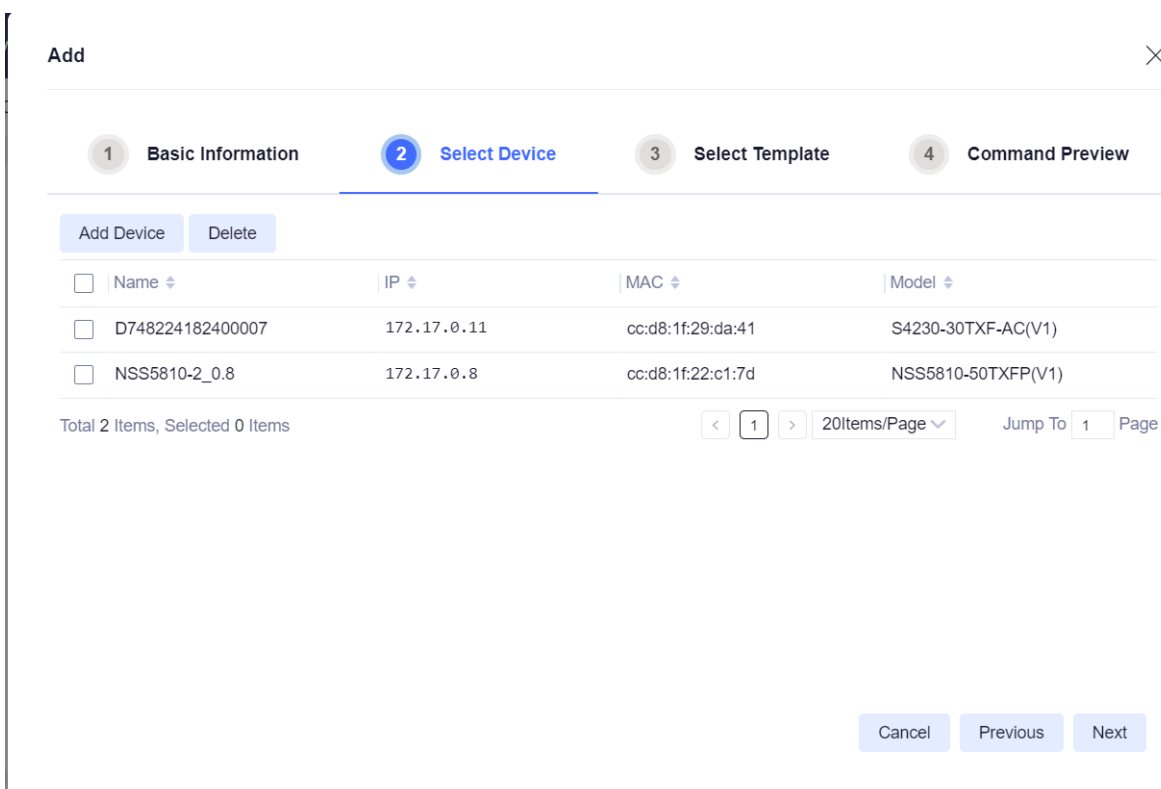 Add
1 Basic Information 2 Select Device 3 Select Template 4 Command Preview
Add Device Delete
Name IP MAC Model
D748224182400007 172.17.0.11 cc:d8:1f:29:da:41 S4230-30TXF-AC(V1)
NSS5810-2_0.8 172.17.0.8 cc:d8:1f:22:c1:7d NSS5810-50TXFP(V1)
Total 2 Items, Selected 0 Items < 1 > 20Items/Page Jump To 1 Page
Cancel Previous Next